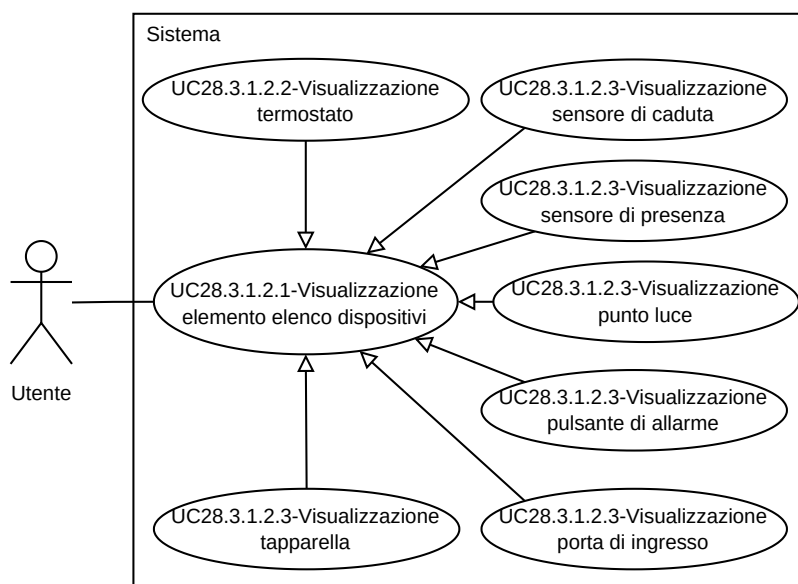 Sistema
UC28.3.1.2.2-Visualizzazione
termostato
UC28.3.1.2.3-Visualizzazione
sensore di caduta
UC28.3.1.2.3-Visualizzazione
sensore di presenza
UC28.3.1.2.1-Visualizzazione
elemento elenco dispositivi
UC28.3.1.2.3-Visualizzazione
punto luce
Utente
UC28.3.1.2.3-Visualizzazione
pulsante di allarme
UC28.3.1.2.3-Visualizzazione
tapparella
UC28.3.1.2.3-Visualizzazione
porta di ingresso